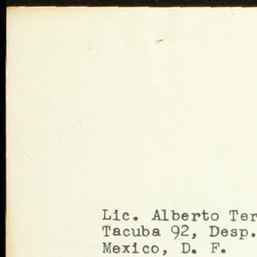 Lic. Alberto Ter
Tacuba 92, Desp.
Mexico, D. F.